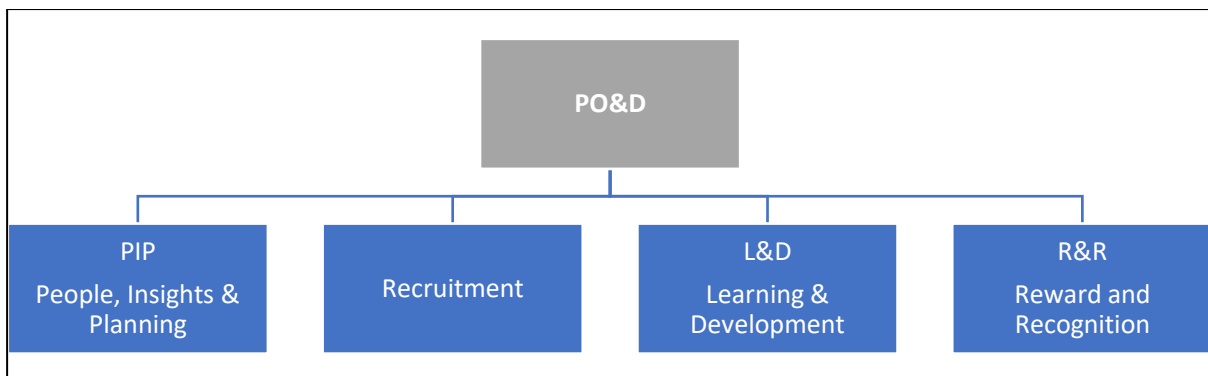 PO&D
PIP
People, Insights &
Planning
Recruitment
L&D
Learning &
Development
R&R
Reward and
Recognition